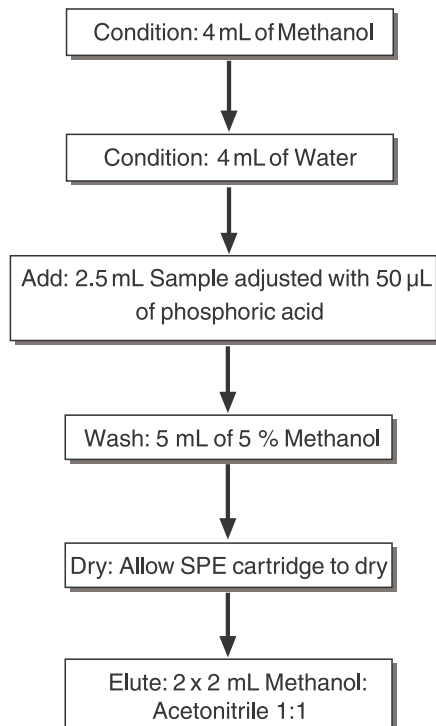 Condition: 4 mL of Methanol
Condition: 4 mL of Water
Add: 2.5 mL Sample adjusted with 50 µL
of phosphoric acid
Wash: 5 mL of 5 % Methanol
Dry: Allow SPE cartridge to dry
Elute: 2 x 2 mL Methanol:
Acetonitrile 1:1